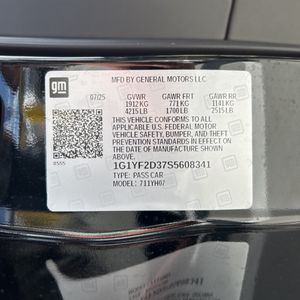 gm
MFD BY GENERAL MOTORS LLC
07/25 GVWR GAWR FRT GAWR RR
1912 KG 771 KG 1141 KG
4215 LB 1700 LB 2515 LB
THIS VEHICLE CONFORMS TO ALL
APPLICABLE U.S. FEDERAL MOTOR
VEHICLE SAFETY, BUMPER, AND THEFT
PREVENTION STANDARDS IN EFFECT
ON THE DATE OF MANUFACTURE
SHOWN ABOVE.
1G1YF2D37S5608341
TYPE: PASS CAR
MODEL: 711YH07